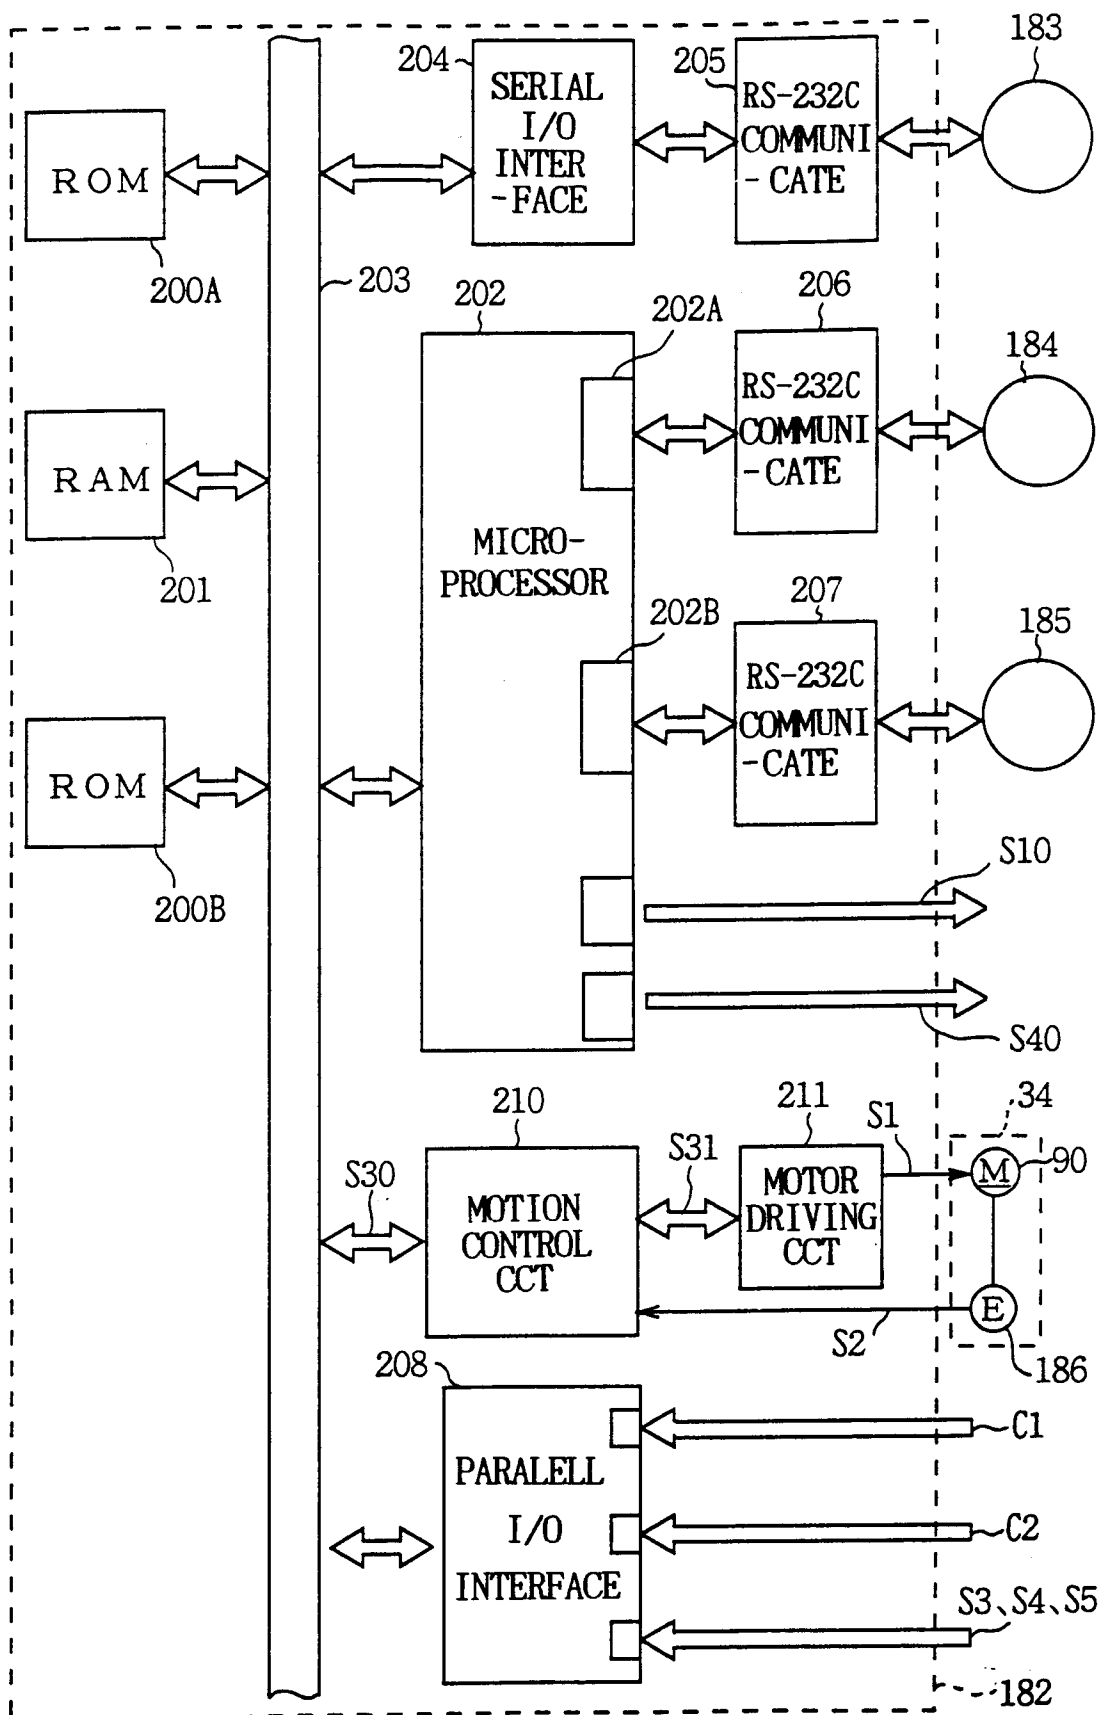 183
204
205
SERIAL
I/O
INTER
-FACE
RS-232C
COMMUNI
-CATE
ROM
200A
203
202
202A
206
184
RS-232C
COMMUNI
-CATE
RAM
201
MICRO-
PROCESSOR
202B
207
185
RS-232C
COMMUNI
-CATE
ROM
200B
S10
S40
210
211
S1
34
S30
S31
MOTION
CONTROL
CCT
MOTOR
DRIVING
CCT
M
90
S2
E
186
208
PARALELL
I/O
INTERFACE
C1
C2
S3、S4、S5
182